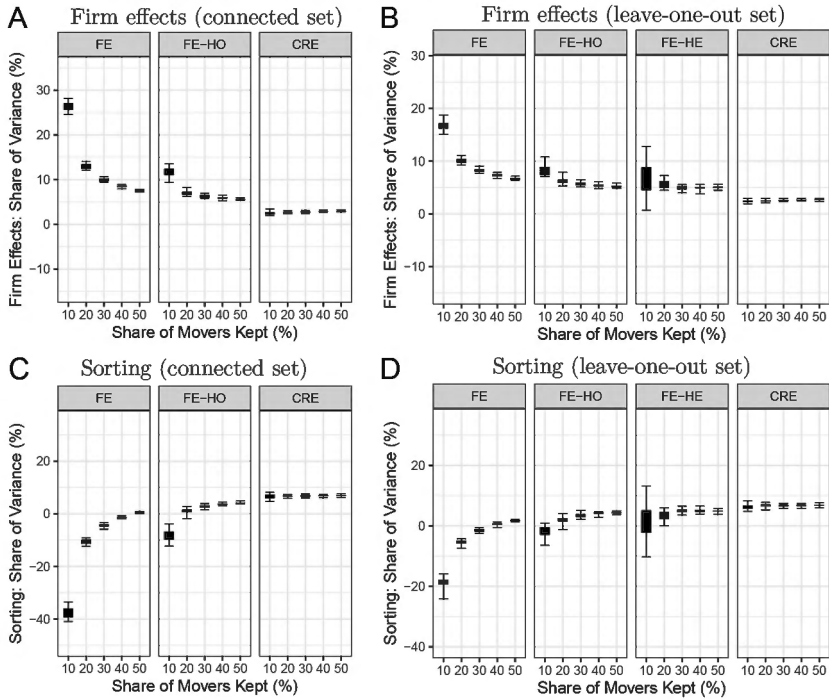 A Firm effects (connected set)
FE FE-HO CRE
Firm Effects: Share of Variance (%)
30
20
10
0
-10
10 20 30 40 50 10 20 30 40 50 10 20 30 40 50
Share of Movers Kept (%)
B Firm effects (leave-one-out set)
FE FE-HO FE-HE CRE
Firm Effects: Share of Variance (%)
30
20
10
0
-10
10 20 30 40 50 10 20 30 40 50 10 20 30 40 50 10 20 30 40 50
Share of Movers Kept (%)
C Sorting (connected set)
FE FE-HO CRE
Sorting: Share of Variance (%)
20
0
-20
-40
10 20 30 40 50 10 20 30 40 50 10 20 30 40 50
Share of Movers Kept (%)
D Sorting (leave-one-out set)
FE FE-HO FE-HE CRE
Sorting: Share of Variance (%)
20
0
-20
-40
10 20 30 40 50 10 20 30 40 50 10 20 30 40 50 10 20 30 40 50
Share of Movers Kept (%)